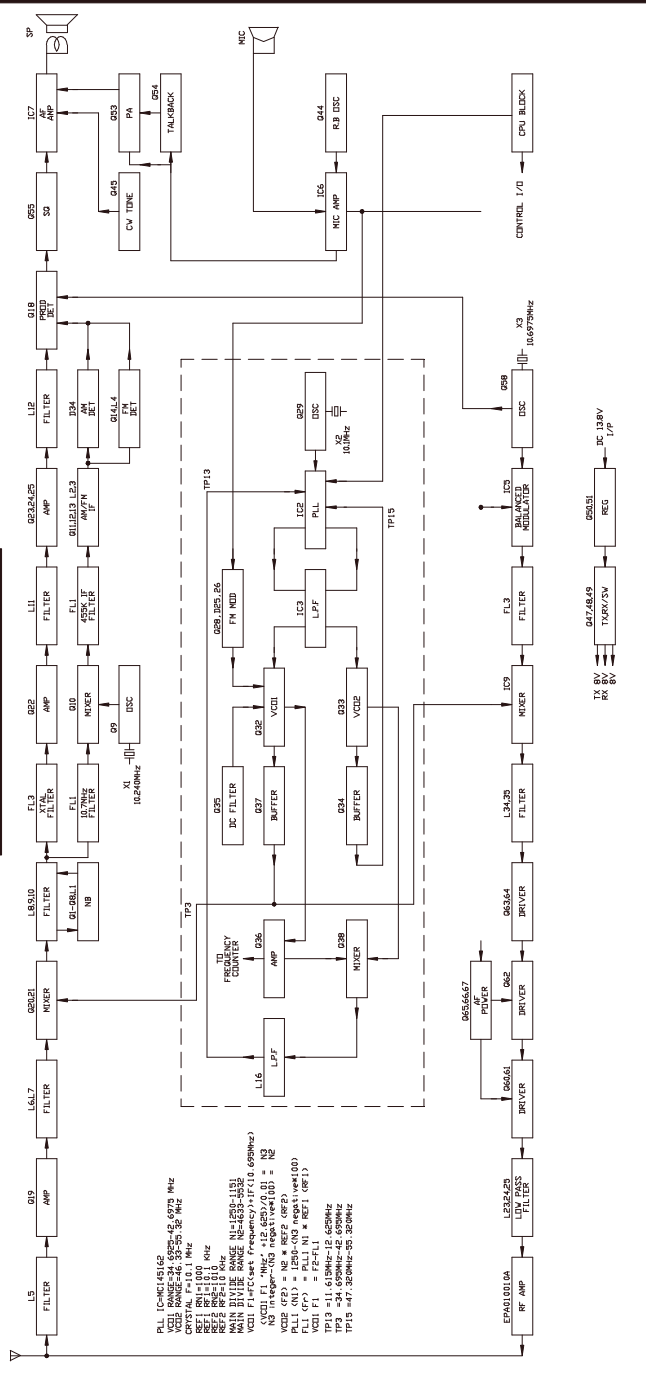 L5
FILTER
Q19
AMP
L6,L7
FILTER
Q20,21
MIXER
L8,9,10
FILTER
Q1-Q8,L1
NB
FL3
XTAL
FILTER
FL1
10.7MHz
FILTER
Q22
AMP
Q10
MIXER
Q9
OSC
X1
10.240MHz
L11
FILTER
FL1
455K IF
FILTER
Q23,24,25
AMP
Q11,12,13 L2,3
AM/FM
IF
L12
FILTER
D34
AM
DET
Q14,L4
FM
DET
Q18
PROD
DET
Q55
SQ
Q45
CW TONE
IC7
AF
AMP
Q53
PA
Q54
TALKBACK
SP
MIC
Q44
R.B OSC
IC6
MIC AMP
CPU BLOCK
CONTROL I/O
PLL IC=MC145162
VCO1 RANGE=34.6925-42.6975 MHz
VCO2 RANGE=46.33-55.32 MHz
CRYSTAL F=10.1 MHz
REF1 RN1=1000
REF1 RF1=10.1 KHz
REF2 RN2=1010
REF2 RF2=10 KHz
MAIN DIVIDE RANGE N1=1250-1151
MAIN DIVIDE RANGE N2=4633-5532
VCO1 F1=FC(set frequency)+IF(10.695MHz)
(VCO1 F1 'MHz' +12.625)/0.01 = N3
N3 integer-(N3 negative*100) = N2
VCO2 (F2) = N2 * REF2 (RF2)
PLL1 (N1) = 1250-(N3 negative*100)
FL1 (Fr) = PLL1 N1 * REF1 (RF1)
VCO1 F1 = F2-FL1
TP13 =11.615MHz-12.625MHz
TP3 =34.695MHz-42.695MHz
TP15 =47.320MHz-55.320MHz
TP3
TP13
TP15
L16
L.P.F
TO
FREQUENCY
COUNTER
Q36
AMP
Q38
MIXER
Q35
DC FILTER
Q37
BUFFER
Q34
BUFFER
Q28, D25,26
FM MOD
Q32
VCO1
Q33
VCO2
IC3
L.P.F
IC2
PLL
Q29
OSC
X2
10.1MHz
EPA010010A
RF AMP
L23,24,25
LOW PASS
FILTER
Q60,61
DRIVER
Q65,66,67
AF
POWER
Q62
DRIVER
Q63,64
DRIVER
L34,35
FILTER
IC9
MIXER
FL3
FILTER
IC5
BALANCED
MODULATOR
Q58
OSC
X3
10.6975MHz
TX 8V
RX 8V
8V
Q47,48,49
TX,RX/SW
Q50,51
REG
DC 13.8V
I/P